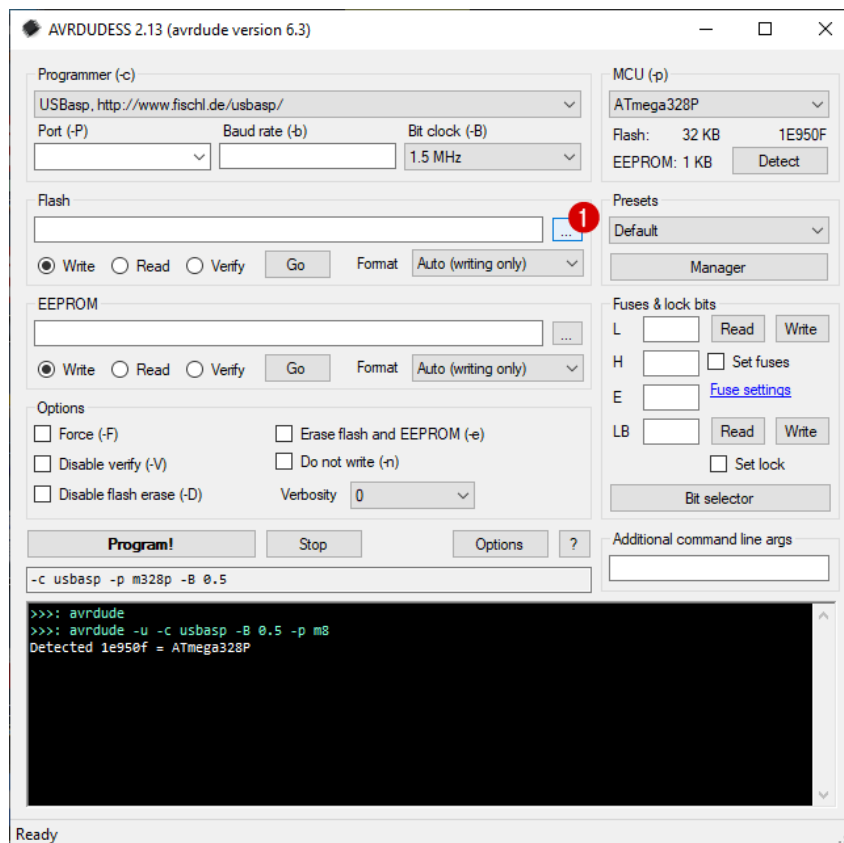 AVRDUDESS 2.13 (avrdude version 6.3)
Programmer (-c)
USBasp, http://www.fischl.de/usbasp/
Port (-P) Baud rate (-b) Bit clock (-B)
1.5 MHz
MCU (-p)
ATmega328P
Flash: 32 KB 1E950F
EEPROM: 1 KB Detect
Flash
1
...
Write Read Verify Go Format Auto (writing only)
Presets
Default
Manager
EEPROM
...
Write Read Verify Go Format Auto (writing only)
Fuses & lock bits
L Read Write
H Set fuses
E Fuse settings
LB Read Write
Set lock
Bit selector
Options
Force (-F) Erase flash and EEPROM (-e)
Disable verify (-V) Do not write (-n)
Disable flash erase (-D) Verbosity 0
Program! Stop Options ?
Additional command line args
-c usbasp -p m328p -B 0.5
>>>: avrdude
>>>: avrdude -u -c usbasp -B 0.5 -p m8
Detected 1e950f = ATmega328P
Ready